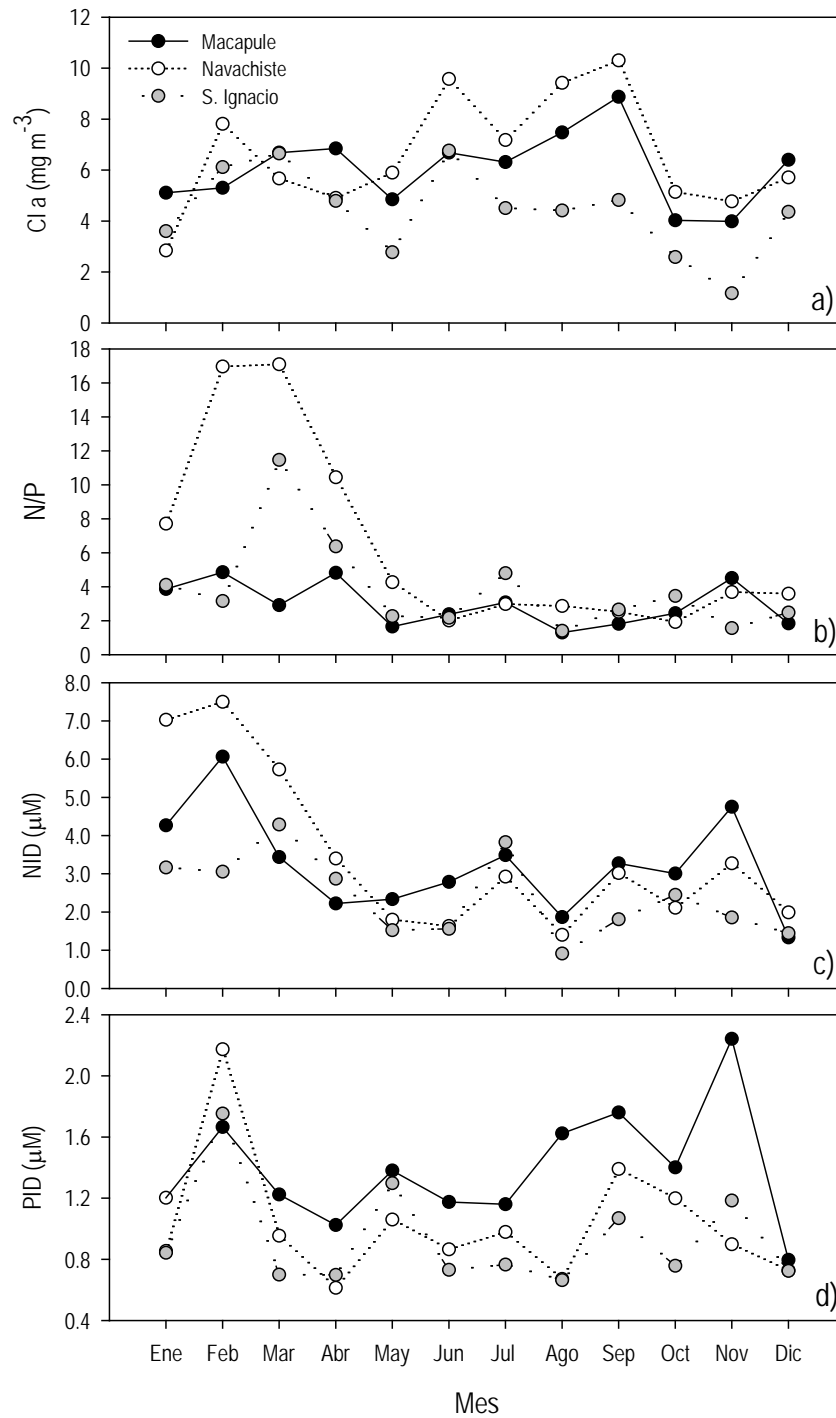 12
10
8
6
4
2
0
Cl a (mg m-3)
Macapule
Navachiste
S. Ignacio
a)
18
16
14
12
10
8
6
4
2
0
N/P
b)
8.0
7.0
6.0
5.0
4.0
3.0
2.0
1.0
0.0
NID (µM)
c)
2.4
2.0
1.6
1.2
0.8
0.4
PID (µM)
d)
Ene Feb Mar Abr May Jun Jul Ago Sep Oct Nov Dic
Mes